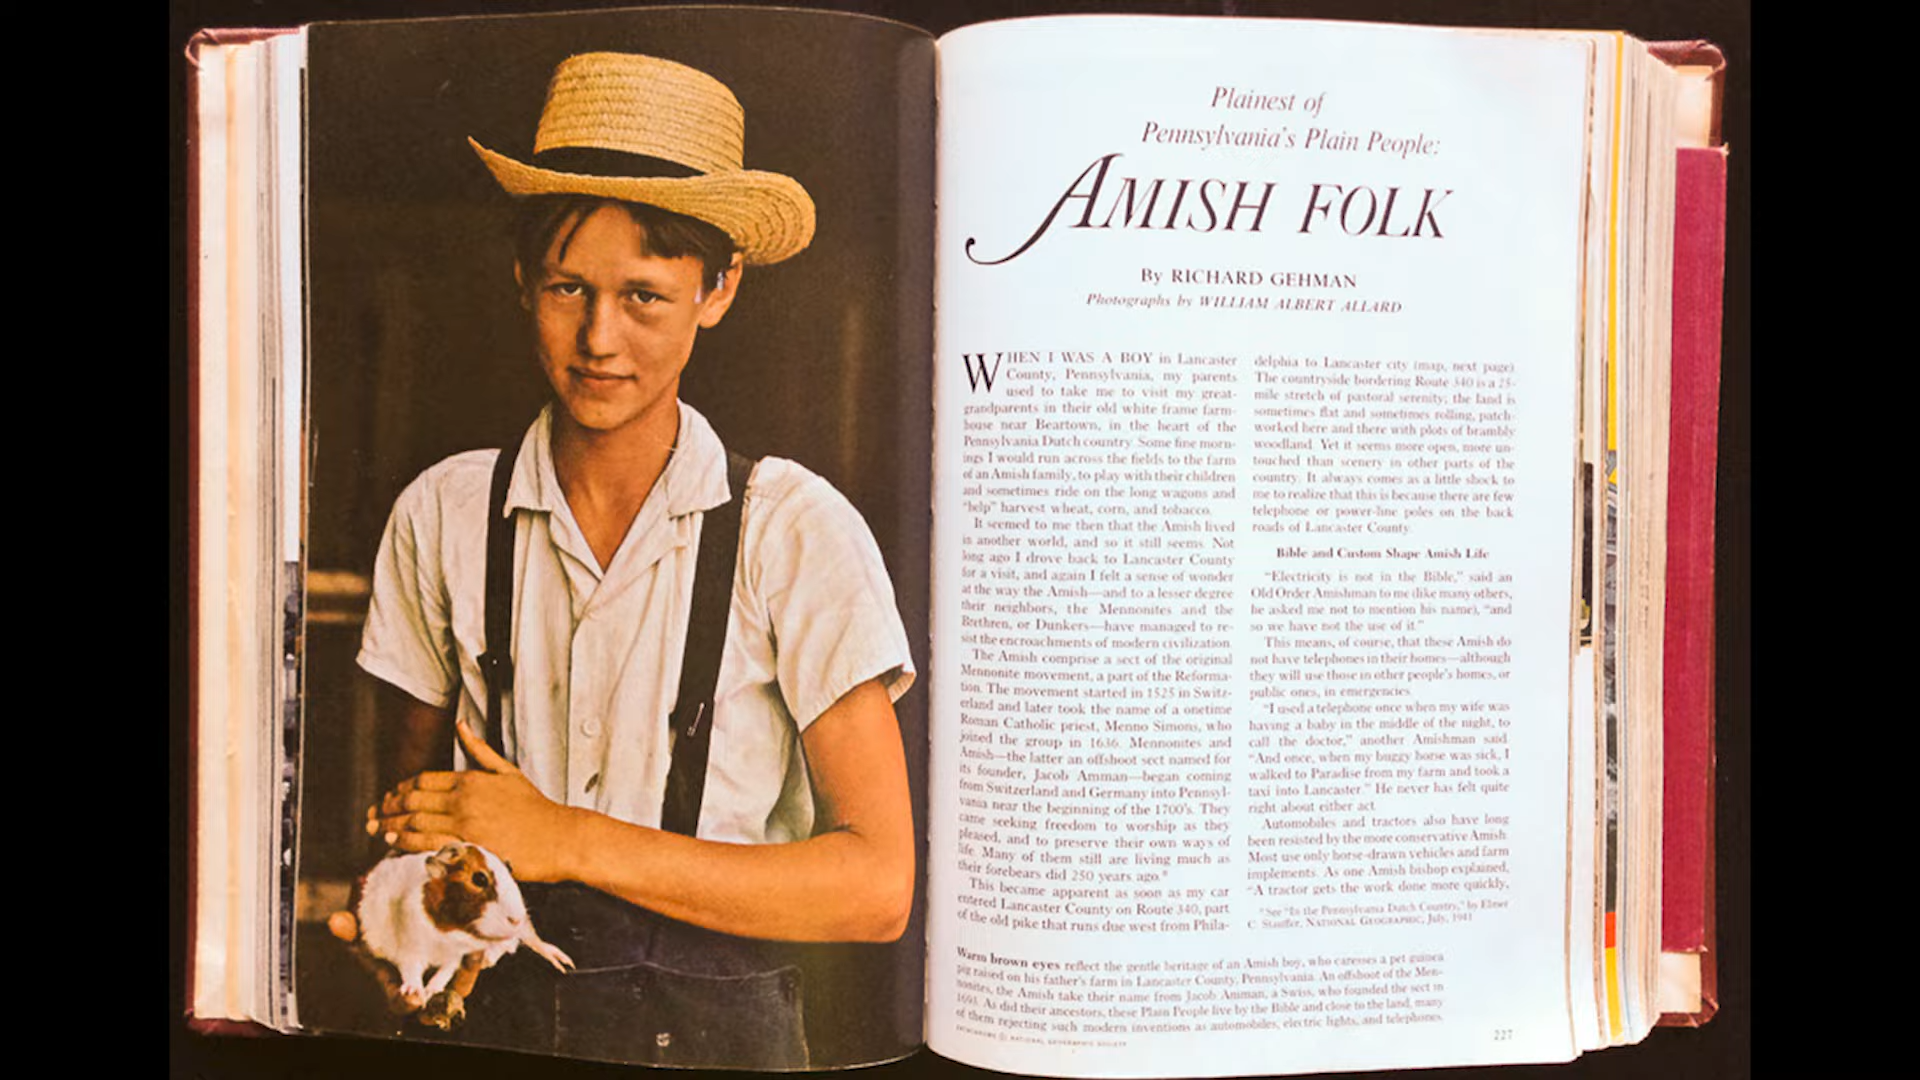 Plainest of
Pennsylvania's Plain People:
AMISH FOLK
By RICHARD GEHMAN
Photographs by WILLIAM ALBERT ALLARD
WHEN I WAS A BOY in Lancaster
County, Pennsylvania, my parents
used to take me to visit my great-
grandparents in their old white frame farm-
house near Beartown, in the heart of the
Pennsylvania Dutch country. Some fine morn-
ings I would run across the fields to the farm
of an Amish family, to play with their children
and sometimes ride on the long wagons and
"help" harvest wheat, corn, and tobacco.
It seemed to me then that the Amish lived
in another world, and so it still seems. Not
long ago I drove back to Lancaster County
for a visit, and again I felt a sense of wonder
at the way the Amish—and to a lesser degree
their neighbors, the Mennonites and the
Brethren, or Dunkers—have managed to re-
sist the encroachments of modern civilization.
The Amish comprise a sect of the original
Mennonite movement, a part of the Reforma-
tion. The movement started in 1525 in Switz-
erland and later took the name of a onetime
Roman Catholic priest, Menno Simons, who
joined the group in 1636. Mennonites and
Amish—the latter an offshoot sect named for
its founder, Jacob Amman—began coming
from Switzerland and Germany into Pennsyl-
vania near the beginning of the 1700's. They
came seeking freedom to worship as they
pleased, and to preserve their own ways of
life. Many of them still are living much as
their forebears did 250 years ago.*
This became apparent as soon as my car
entered Lancaster County on Route 340, part
of the old pike that runs due west from Phila-
delphia to Lancaster city (map, next page).
The countryside bordering Route 340 is a 25-
mile stretch of pastoral serenity; the land is
sometimes flat and sometimes rolling, patch-
worked here and there with plots of brambly
woodland. Yet it seems more open, more un-
touched than scenery in other parts of the
country. It always comes as a little shock to
me to realize that this is because there are few
telephone or power-line poles on the back
roads of Lancaster County.
Bible and Custom Shape Amish Life
"Electricity is not in the Bible," said an
Old Order Amishman to me (like many others,
he asked me not to mention his name), "and
so we have not the use of it."
This means, of course, that these Amish do
not have telephones in their homes—although
they will use those in other people's homes, or
public ones, in emergencies.
"I used a telephone once when my wife was
having a baby in the middle of the night, to
call the doctor," another Amishman said.
"And once, when my buggy horse was sick, I
walked to Paradise from my farm and took a
taxi into Lancaster." He never has felt quite
right about either act.
Automobiles and tractors also have long
been resisted by the more conservative Amish.
Most use only horse-drawn vehicles and farm
implements. As one Amish bishop explained,
"A tractor gets the work done more quickly,
*See "In the Pennsylvania Dutch Country," by Elmer
C. Stauffer, NATIONAL GEOGRAPHIC, July, 1941
Warm brown eyes reflect the gentle heritage of an Amish boy, who caresses a pet guinea
pig raised on his father's farm in Lancaster County, Pennsylvania. An offshoot of the Men-
nonites, the Amish take their name from Jacob Amman, a Swiss, who founded the sect in
1693. As did their ancestors, these Plain People live by the Bible and close to the land, many
of them rejecting such modern inventions as automobiles, electric lights, and telephones.
© NATIONAL GEOGRAPHIC SOCIETY
227